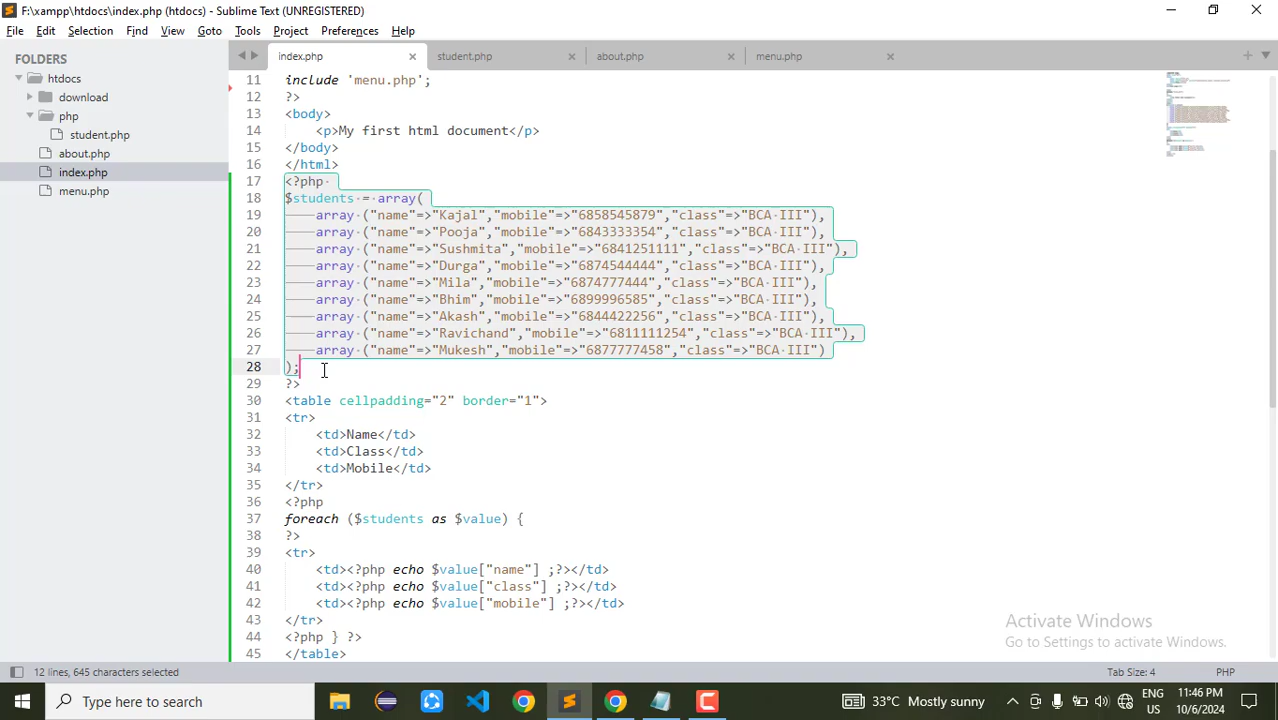 F:\xampp\htdocs\index.php (htdocs) - Sublime Text (UNREGISTERED)
File Edit Selection Find View Goto Tools Project Preferences Help
FOLDERS
htdocs
download
php
student.php
about.php
index.php
menu.php
index.php student.php about.php menu.php
11 include 'menu.php';
12 ?>
13 <body>
14 <p>My first html document</p>
15 </body>
16 </html>
17 <?php
18 $students = array(
19 array ("name"=>"Kajal","mobile"=>"6858545879","class"=>"BCA III"),
20 array ("name"=>"Pooja","mobile"=>"6843333354","class"=>"BCA III"),
21 array ("name"=>"Sushmita","mobile"=>"6841251111","class"=>"BCA III"),
22 array ("name"=>"Durga","mobile"=>"6874544444","class"=>"BCA III"),
23 array ("name"=>"Mila","mobile"=>"6874777444","class"=>"BCA III"),
24 array ("name"=>"Bhim","mobile"=>"6899996585","class"=>"BCA III"),
25 array ("name"=>"Akash","mobile"=>"6844422256","class"=>"BCA III"),
26 array ("name"=>"Ravichand","mobile"=>"6811111254","class"=>"BCA III"),
27 array ("name"=>"Mukesh","mobile"=>"6877777458","class"=>"BCA III")
28 );
29 ?>
30 <table cellpadding="2" border="1">
31 <tr>
32 <td>Name</td>
33 <td>Class</td>
34 <td>Mobile</td>
35 </tr>
36 <?php
37 foreach ($students as $value) {
38 ?>
39 <tr>
40 <td><?php echo $value["name"] ;?></td>
41 <td><?php echo $value["class"] ;?></td>
42 <td><?php echo $value["mobile"] ;?></td>
43 </tr>
44 <?php } ?>
45 </table>
Activate Windows
Go to Settings to activate Windows.
12 lines, 645 characters selected Tab Size: 4 PHP
Type here to search
33°C Mostly sunny
ENG
US
11:46 PM
10/6/2024